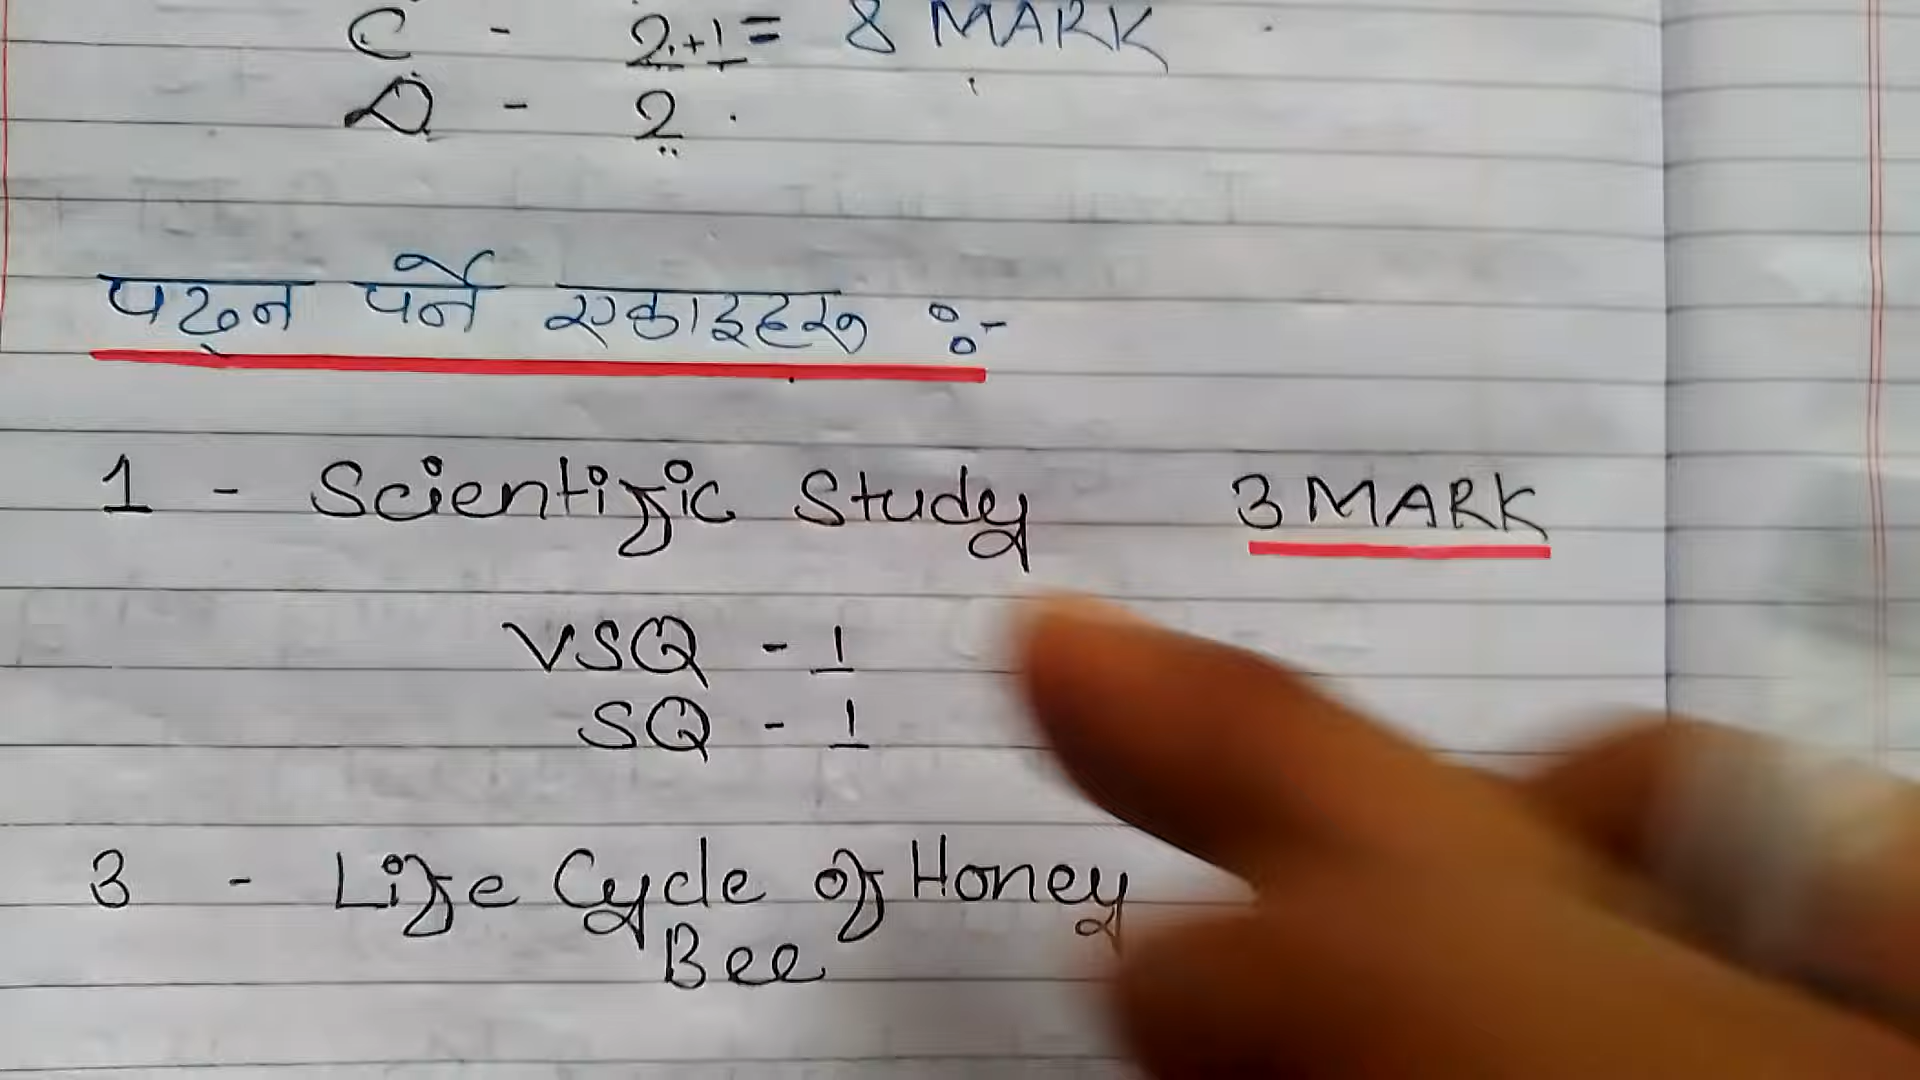 C - 2+1 = 8 MARK
D - 2
पढ्न पर्ने एकाइहरू :-
1 - Scientific Study 3 MARK
VSQ - 1
SQ - 1
3 - Life Cycle of Honey
Bee